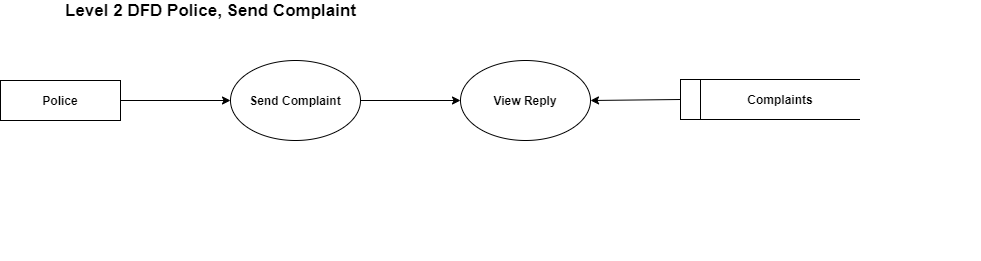 Level 2 DFD Police, Send Complaint
Police
Send Complaint
View Reply
Complaints